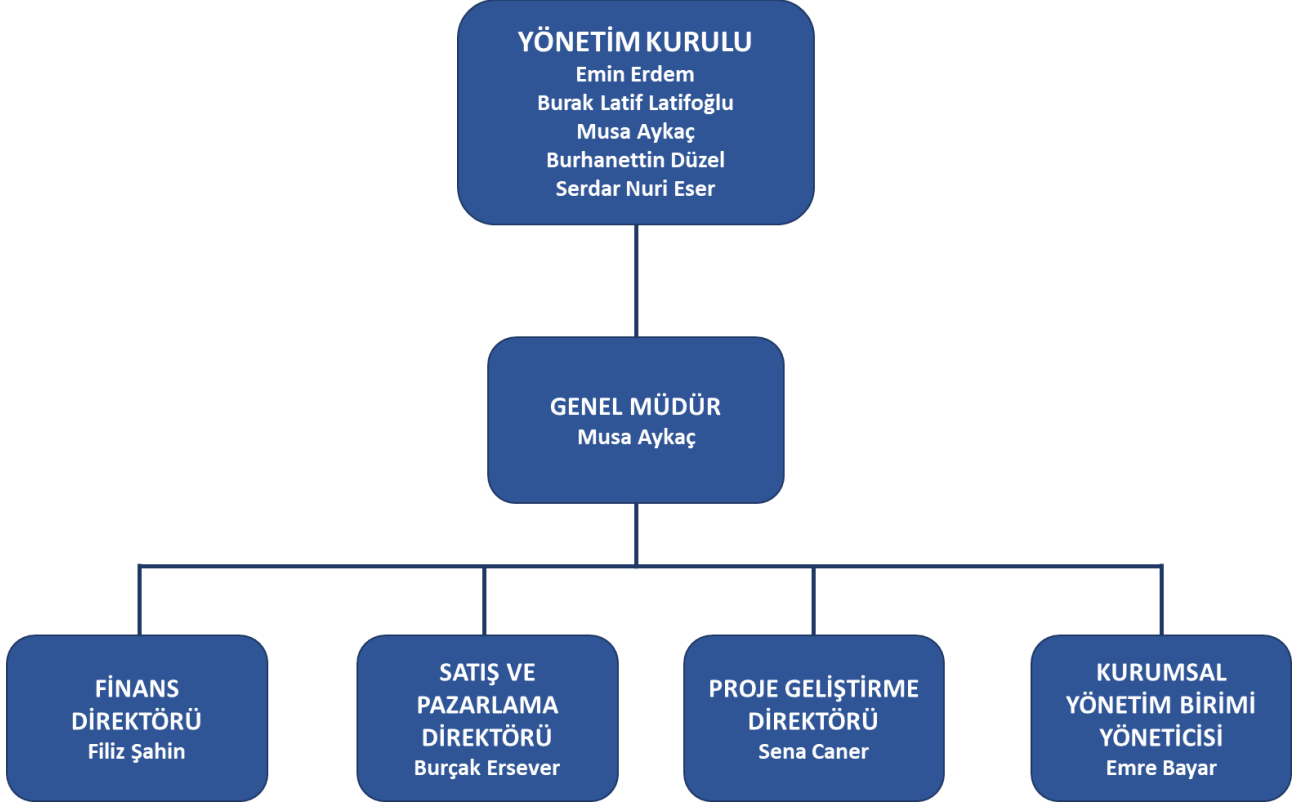 YÖNETİM KURULU
Emin Erdem
Burak Latif Latifoğlu
Musa Aykaç
Burhanettin Düzel
Serdar Nuri Eser
GENEL MÜDÜR
Musa Aykaç
FİNANS
DİREKTÖRÜ
Filiz Şahin
SATIŞ VE
PAZARLAMA
DİREKTÖRÜ
Burçak Ersever
PROJE GELİŞTİRME
DİREKTÖRÜ
Sena Caner
KURUMSAL
YÖNETİM BİRİMİ
YÖNETİCİSİ
Emre Bayar